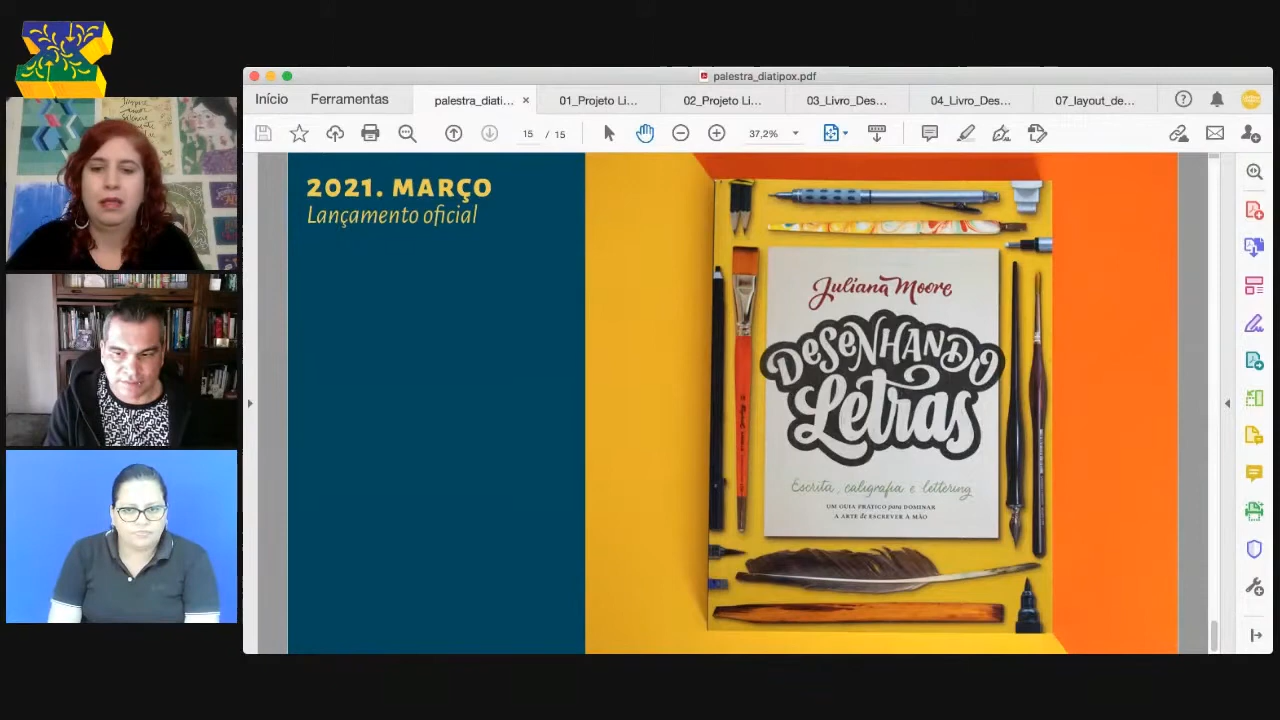 palestra_diatipox.pdf
Início
Ferramentas
palestra_diati...
×
01_Projeto Li...
02_Projeto Li...
03_Livro_Des...
04_Livro_Des...
07_layout_de...
15 / 15
37,2%
2021. MARÇO
Lançamento oficial
Juliana Moore
DeSeNHANDO
Letras
Escrita, caligrafia e lettering
UM GUIA PRÁTICO para DOMINAR
A ARTE de ESCREVER À MÃO